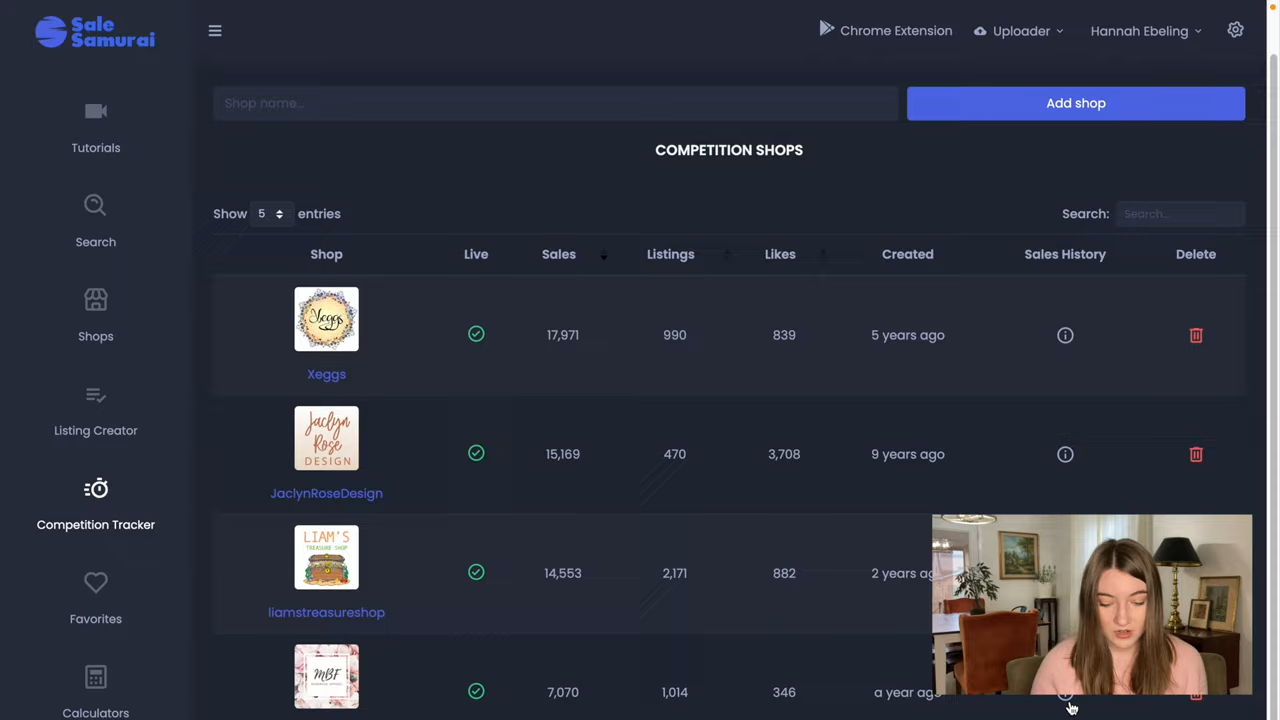 Sale
Samurai
Chrome Extension
Uploader
Hannah Ebeling
Shop name...
Add shop
Tutorials
COMPETITION SHOPS
Show 5 entries
Search: Search...
Search
Shop Live Sales Listings Likes Created Sales History Delete
Xeggs
17,971 990 839 5 years ago
Shops
Xeggs
Jaclyn
Rose
DESIGN
15,169 470 3,708 9 years ago
Listing Creator
JaclynRoseDesign
Competition Tracker
LIAM'S
TREASURE SHOP
14,553 2,171 882 2 years ag
liamstreasureshop
Favorites
MBF
7,070 1,014 346 a year ag
Calculators